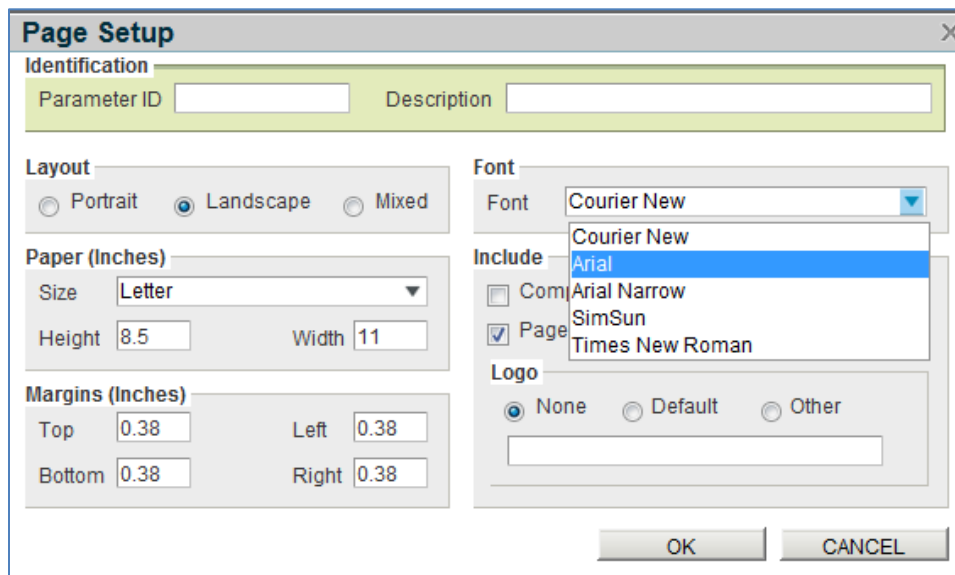 Page Setup
Identification
Parameter ID
Description
Layout
Portrait
Landscape
Mixed
Font
Font
Courier New
Courier New
Arial
Arial Narrow
SimSun
Times New Roman
Paper (Inches)
Size
Letter
Height
8.5
Width
11
Include
Page
Logo
None
Default
Other
Margins (Inches)
Top
0.38
Left
0.38
Bottom
0.38
Right
0.38
OK
CANCEL